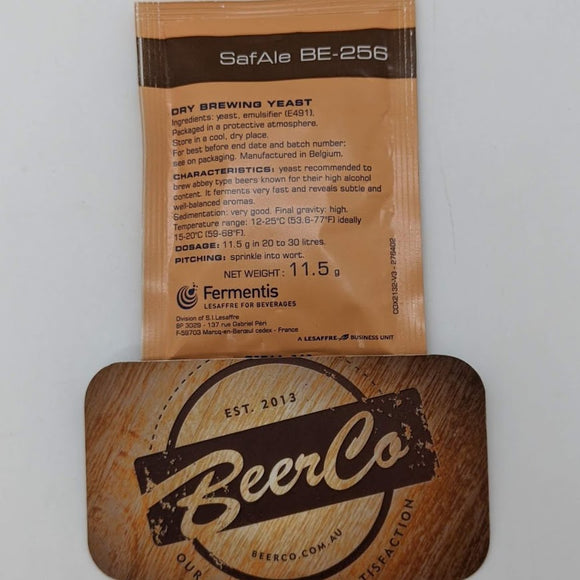 SafAle BE-256
DRY BREWING YEAST
Ingredients: yeast, emulsifier (E491).
Packaged in a protective atmosphere.
Store in a cool, dry place.
For best before end date and batch number:
see on packaging. Manufactured in Belgium.
CHARACTERISTICS: yeast recommended to
brew abbey type beers known for their high alcohol
content. It ferments very fast and reveals subtle and
well-balanced aromas.
Sedimentation: very good. Final gravity: high.
Temperature range: 12-25°C (53.6-77°F) ideally
15-20°C (59-68°F).
DOSAGE: 11.5 g in 20 to 30 litres.
PITCHING: sprinkle into wort.
NET WEIGHT: 11.5 g
Fermentis
LESAFFRE FOR BEVERAGES
Division of S.I.Lesaffre
BP 3029 - 137 rue Gabriel Péri
F-59703 Marcq-en-Barœul cedex - France
A LESAFFRE BUSINESS UNIT
EST. 2013
BeerCo
BEERCO.COM.AU
OUR